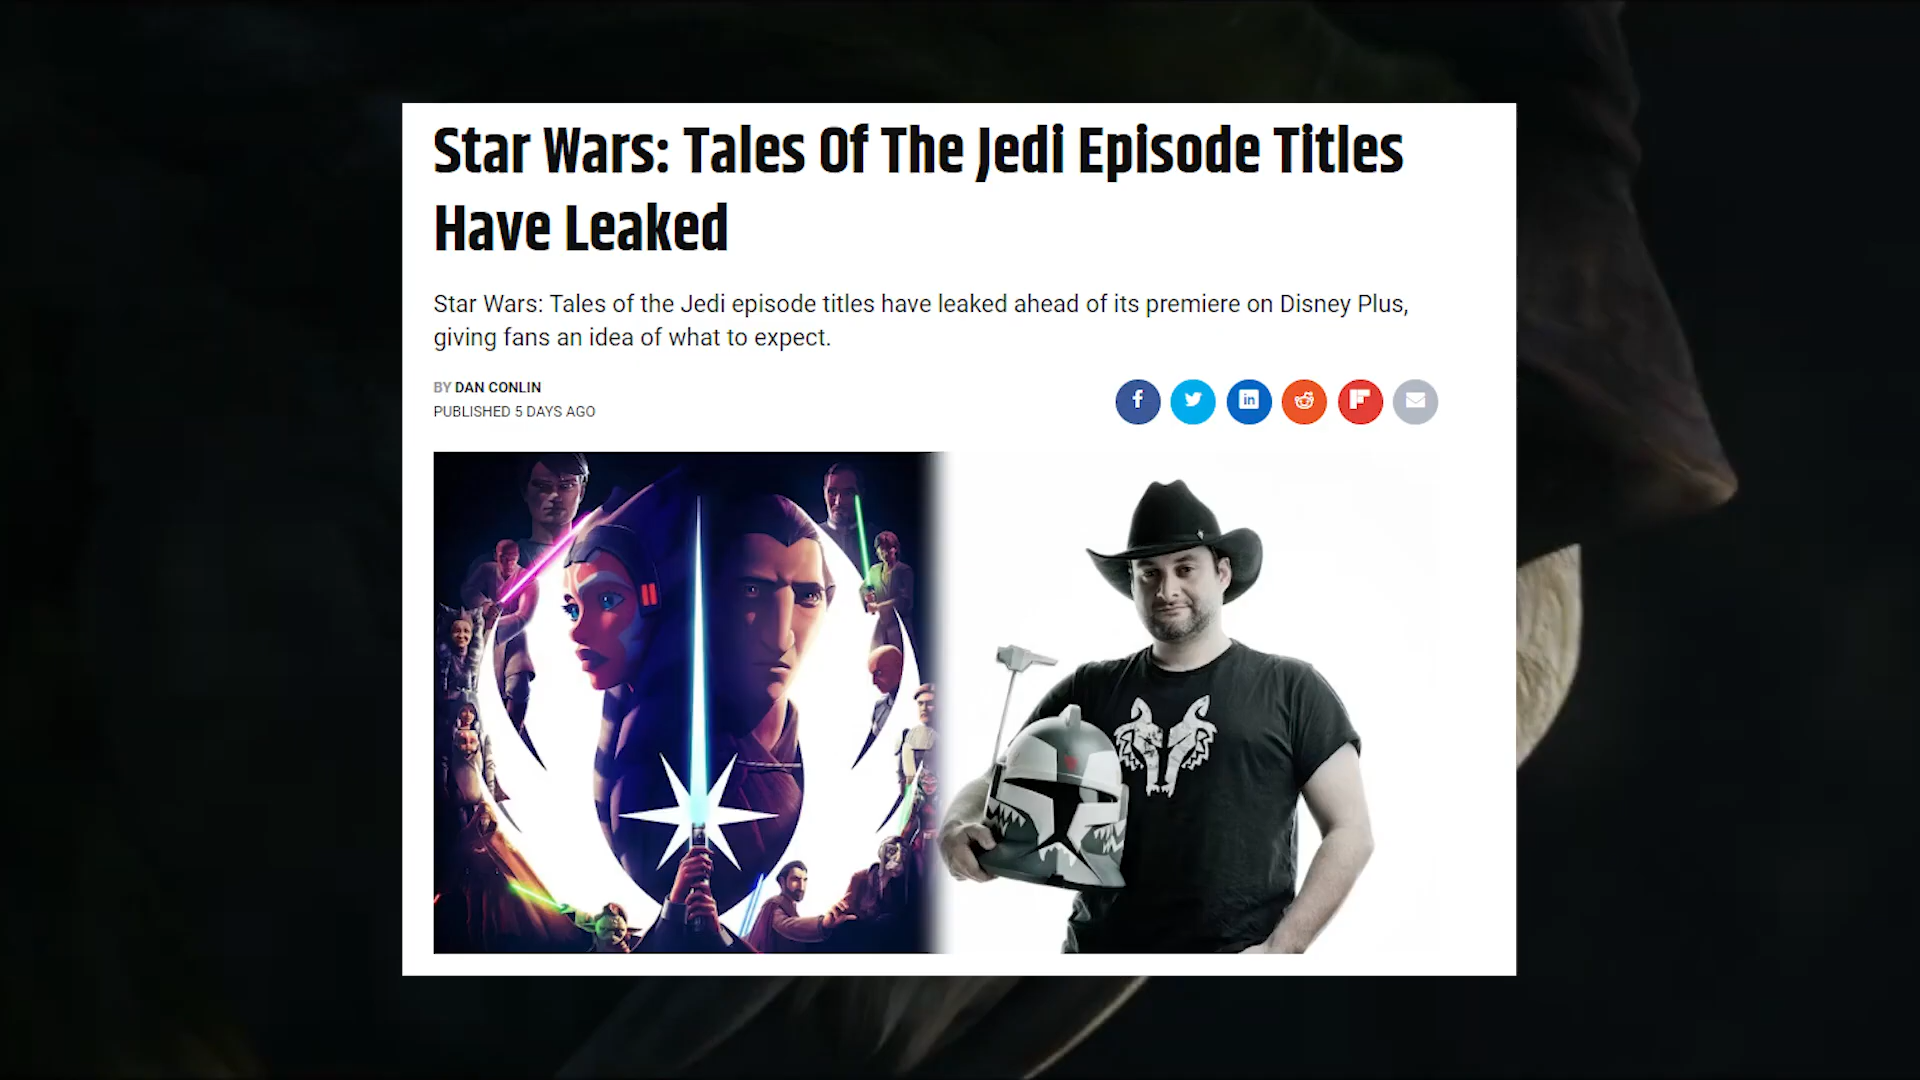 Star Wars: Tales Of The Jedi Episode Titles
Have Leaked
Star Wars: Tales of the Jedi episode titles have leaked ahead of its premiere on Disney Plus,
giving fans an idea of what to expect.
BY DAN CONLIN
PUBLISHED 5 DAYS AGO